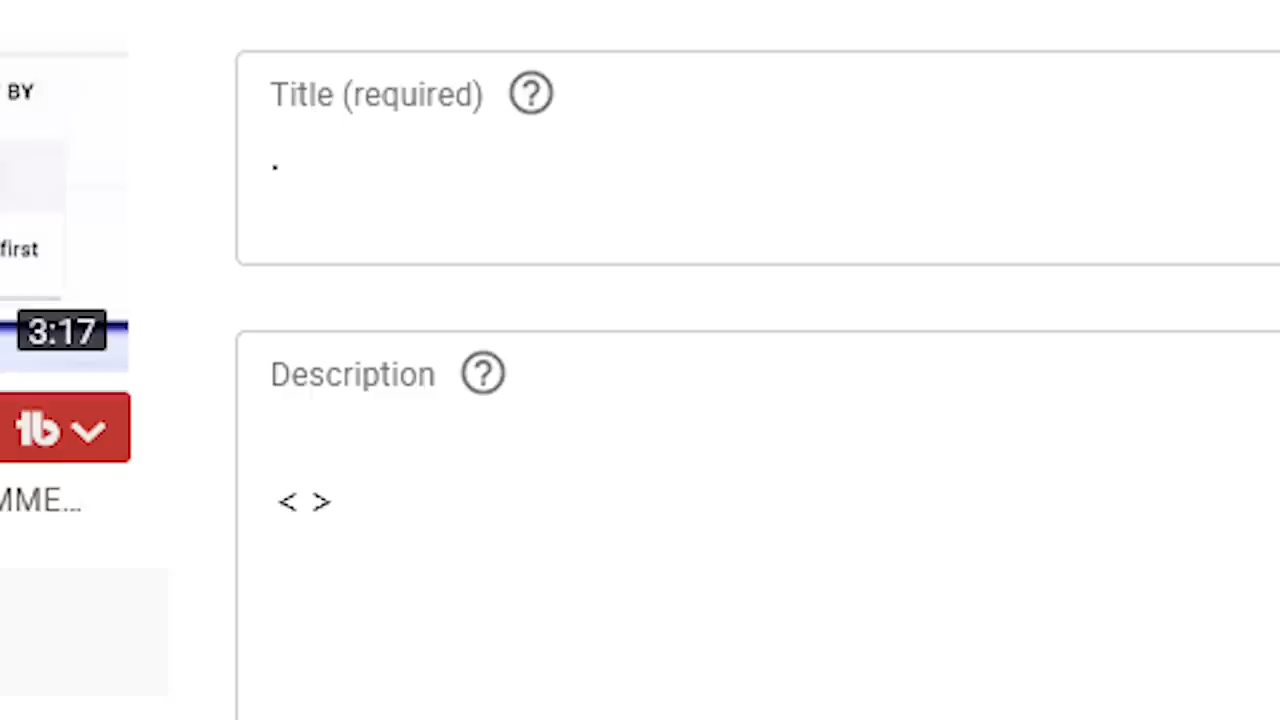 BY
first
3:17
MME...
Title (required)
.
Description
< >